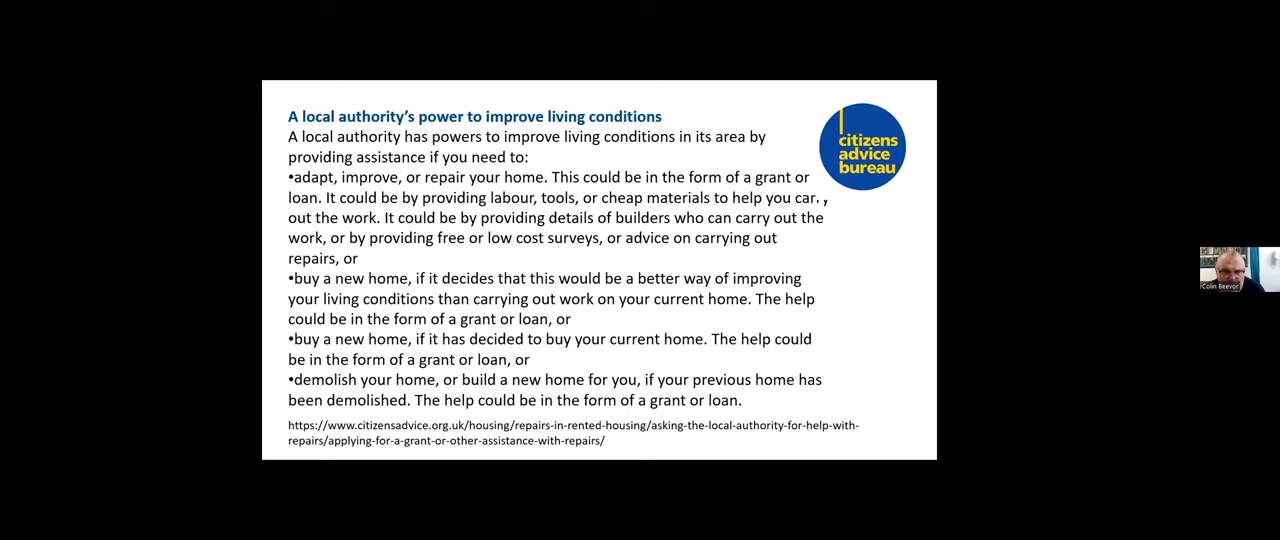 A local authority's power to improve living conditions
A local authority has powers to improve living conditions in its area by
providing assistance if you need to:
•adapt, improve, or repair your home. This could be in the form of a grant or
loan. It could be by providing labour, tools, or cheap materials to help you carry
out the work. It could be by providing details of builders who can carry out the
work, or by providing free or low cost surveys, or advice on carrying out
repairs, or
•buy a new home, if it decides that this would be a better way of improving
your living conditions than carrying out work on your current home. The help
could be in the form of a grant or loan, or
•buy a new home, if it has decided to buy your current home. The help could
be in the form of a grant or loan, or
•demolish your home, or build a new home for you, if your previous home has
been demolished. The help could be in the form of a grant or loan.
https://www.citizensadvice.org.uk/housing/repairs-in-rented-housing/asking-the-local-authority-for-help-with-
repairs/applying-for-a-grant-or-other-assistance-with-repairs/
citizens
advice
bureau
Colin Beevor